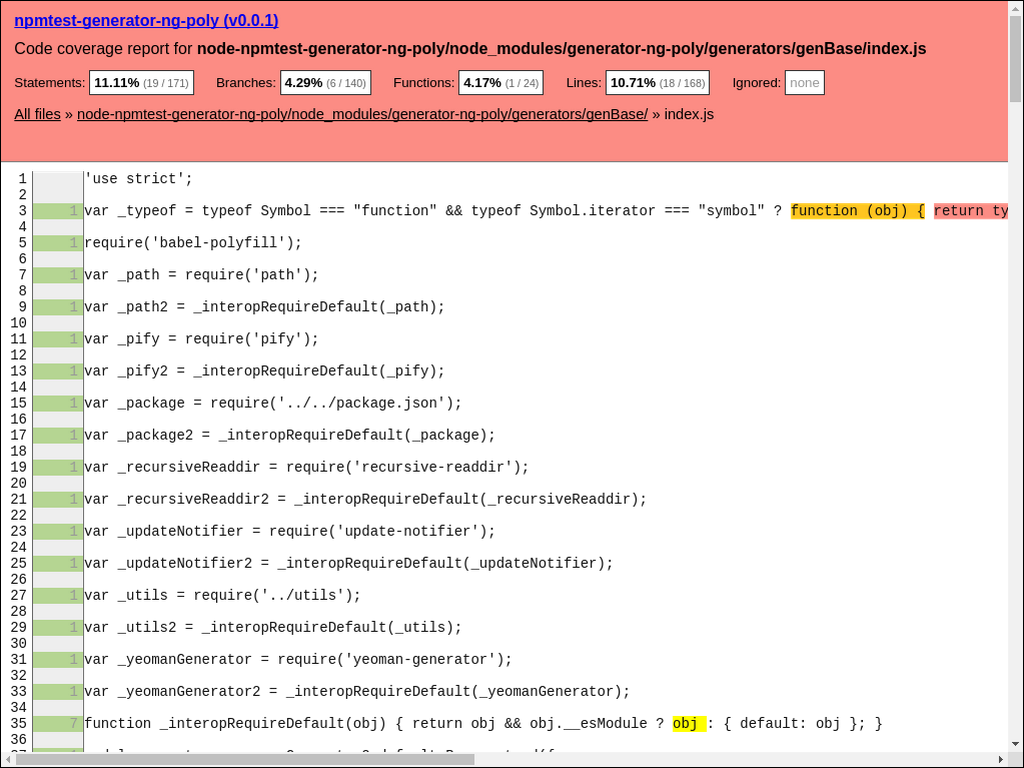 npmtest-generator-ng-poly (v0.0.1)
Code coverage report for node-npmtest-generator-ng-poly/node_modules/generator-ng-poly/generators/genBase/index.js
Statements: 11.11% (19 / 171) Branches: 4.29% (6 / 140) Functions: 4.17% (1 / 24) Lines: 10.71% (18 / 168) Ignored: none
All files » node-npmtest-generator-ng-poly/node_modules/generator-ng-poly/generators/genBase/ » index.js
1 'use strict';
2
3 1 var _typeof = typeof Symbol === "function" && typeof Symbol.iterator === "symbol" ? function (obj) { return ty
4
5 1 require('babel-polyfill');
6
7 1 var _path = require('path');
8
9 1 var _path2 = _interopRequireDefault(_path);
10
11 1 var _pify = require('pify');
12
13 1 var _pify2 = _interopRequireDefault(_pify);
14
15 1 var _package = require('../../package.json');
16
17 1 var _package2 = _interopRequireDefault(_package);
18
19 1 var _recursiveReaddir = require('recursive-readdir');
20
21 1 var _recursiveReaddir2 = _interopRequireDefault(_recursiveReaddir);
22
23 1 var _updateNotifier = require('update-notifier');
24
25 1 var _updateNotifier2 = _interopRequireDefault(_updateNotifier);
26
27 1 var _utils = require('../utils');
28
29 1 var _utils2 = _interopRequireDefault(_utils);
30
31 1 var _yeomanGenerator = require('yeoman-generator');
32
33 1 var _yeomanGenerator2 = _interopRequireDefault(_yeomanGenerator);
34
35 7 function _interopRequireDefault(obj) { return obj && obj.__esModule ? obj : { default: obj }; }
36